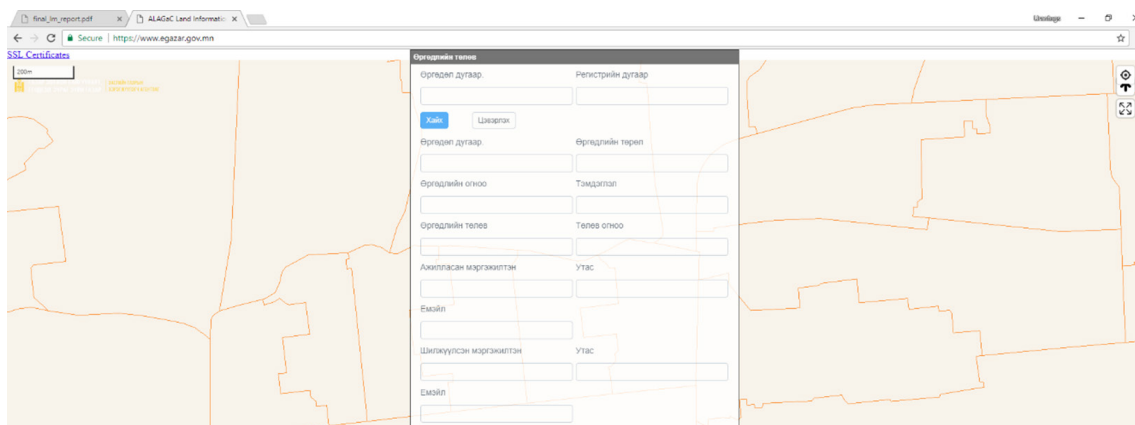 final_lm_report.pdf
ALAGaC Land Informatio
Secure | https://www.egazar.gov.mn
SSL Certificates
200m
Өргөдлийн төлөв
Өргөдөл дугаар. Регистрийн дугаар
Хайх Цэвэрлэх
Өргөдөл дугаар. Өргөдлийн төрөл
Өргөдлийн огноо Тэмдэглэл
Өргөдлийн төлөв Төлөв огноо
Ажилласан мэргэжилтэн Утас
Емэйл
Шилжүүлсэн мэргэжилтэн Утас
Емэйл